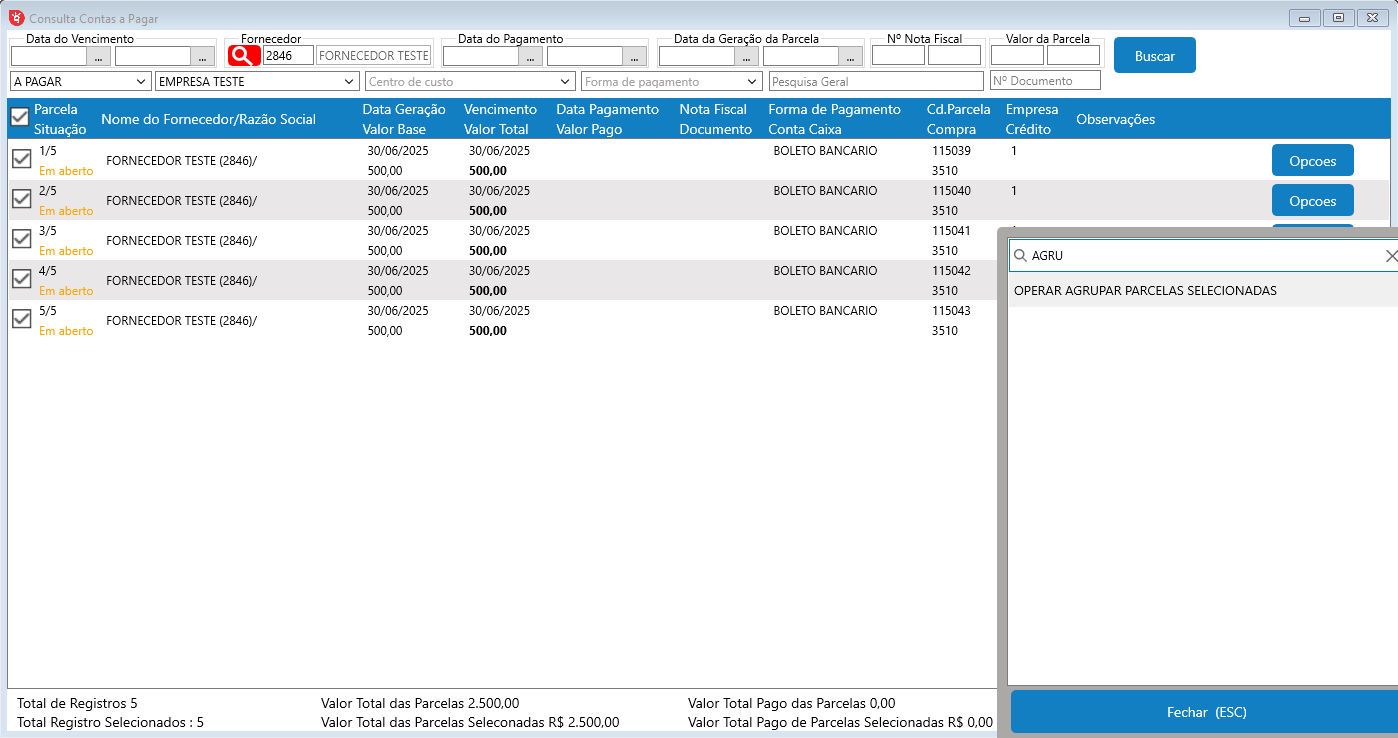 Consulta Contas a Pagar
Data do Vencimento
Fornecedor
Data do Pagamento
Data da Geração da Parcela
Nº Nota Fiscal
Valor da Parcela
...
...
2846
FORNECEDOR TESTE
...
...
...
...
Buscar
A PAGAR
EMPRESA TESTE
Centro de custo
Forma de pagamento
Pesquisa Geral
Nº Documento
Parcela
Situação
Nome do Fornecedor/Razão Social
Data Geração
Valor Base
Vencimento
Valor Total
Data Pagamento
Valor Pago
Nota Fiscal
Documento
Forma de Pagamento
Conta Caixa
Cd.Parcela
Compra
Empresa
Crédito
Observações
1/5
Em aberto
FORNECEDOR TESTE (2846)/
30/06/2025
500,00
30/06/2025
500,00
BOLETO BANCARIO
115039
3510
1
Opcoes
2/5
Em aberto
FORNECEDOR TESTE (2846)/
30/06/2025
500,00
30/06/2025
500,00
BOLETO BANCARIO
115040
3510
1
Opcoes
3/5
Em aberto
FORNECEDOR TESTE (2846)/
30/06/2025
500,00
30/06/2025
500,00
BOLETO BANCARIO
115041
3510
4/5
Em aberto
FORNECEDOR TESTE (2846)/
30/06/2025
500,00
30/06/2025
500,00
BOLETO BANCARIO
115042
3510
5/5
Em aberto
FORNECEDOR TESTE (2846)/
30/06/2025
500,00
30/06/2025
500,00
BOLETO BANCARIO
115043
3510
AGRU
OPERAR AGRUPAR PARCELAS SELECIONADAS
Fechar (ESC)
Total de Registros 5
Valor Total das Parcelas 2.500,00
Valor Total Pago das Parcelas 0,00
Total Registro Selecionados : 5
Valor Total das Parcelas Seleconadas R$ 2.500,00
Valor Total Pago de Parcelas Selecionadas R$ 0,00